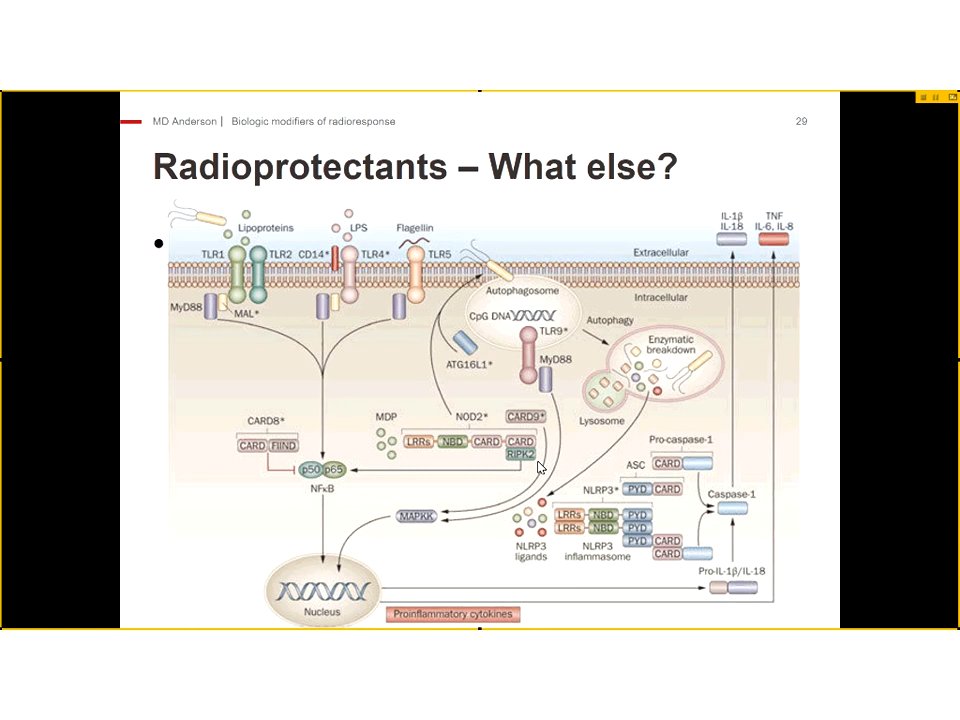 MD Anderson | Biologic modifiers of radioresponse
29
Radioprotectants – What else?
•
Lipoproteins
LPS
Flagellin
IL-1β
IL-18
TNF
IL-6, IL-8
TLR1
TLR2
CD14*
TLR4*
TLR5
Extracellular
Intracellular
MyD88
MAL*
Autophagosome
CpG DNA
TLR9*
Autophagy
Enzymatic
breakdown
ATG16L1*
MyD88
Lysosome
CARD8*
CARD FIIND
MDP
NOD2*
CARD9*
LRRs NBD CARD CARD
RIPK2
p50 p65
NFκB
Pro-caspase-1
ASC
CARD
NLRP3*
PYD CARD
Caspase-1
MAPKK
LRRs NBD PYD
LRRs NBD PYD
PYD CARD
CARD
NLRP3
ligands
NLRP3
inflammasome
Pro-IL-1β/IL-18
Nucleus
Proinflammatory cytokines